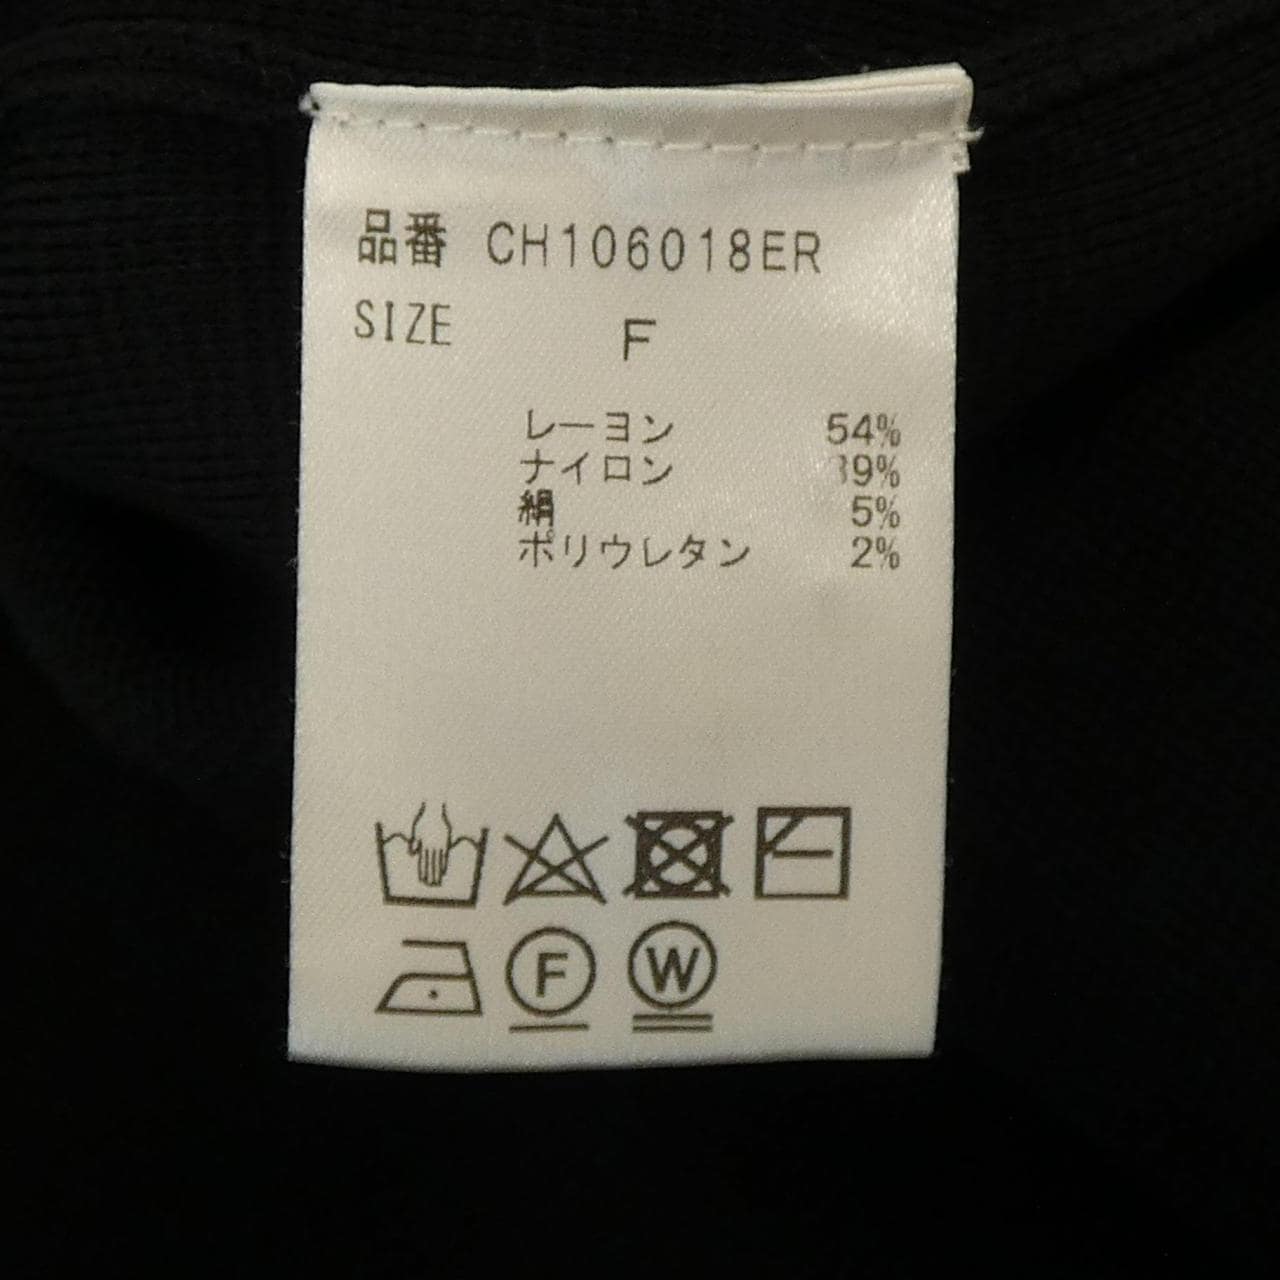 品番 CH106018ER
SIZE F
レーヨン 54%
ナイロン 39%
絹 5%
ポリウレタン 2%
F
W